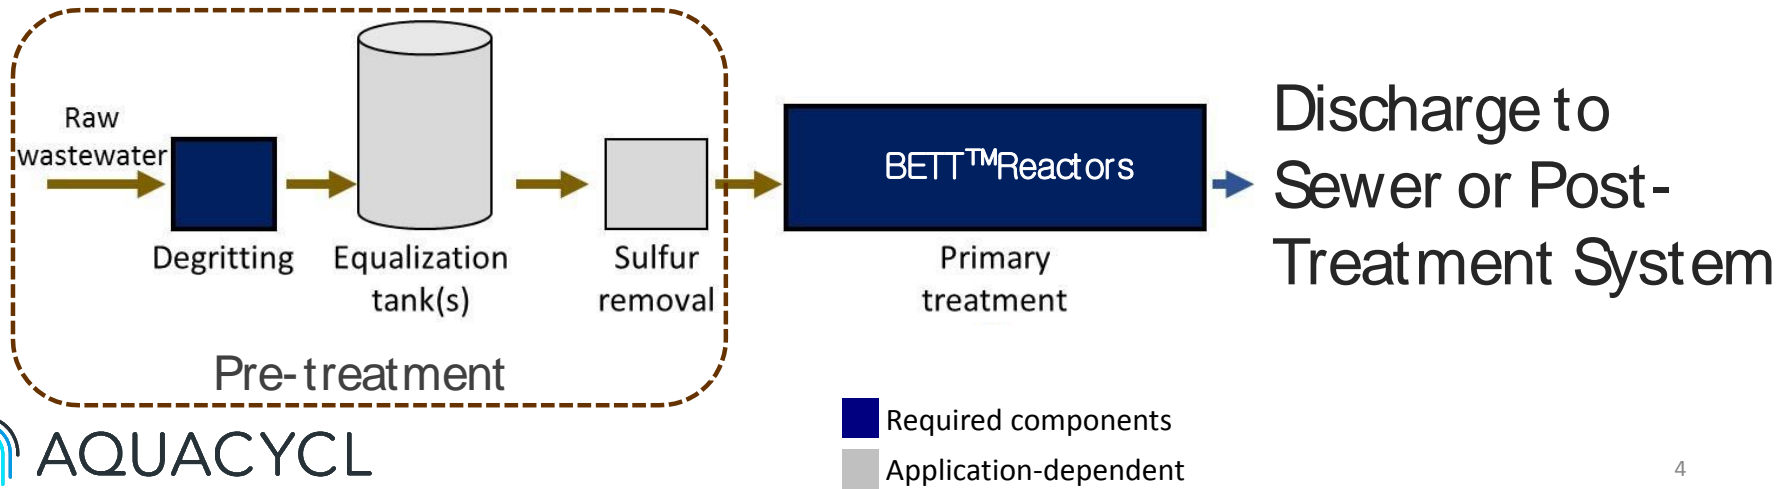 Raw
wastewater
Degritting
Equalization
tank(s)
Sulfur
removal
Pre-treatment
BETT™Reactors
Primary
treatment
Discharge to
Sewer or Post-
Treatment System
Required components
Application-dependent
AQUACYCL
4